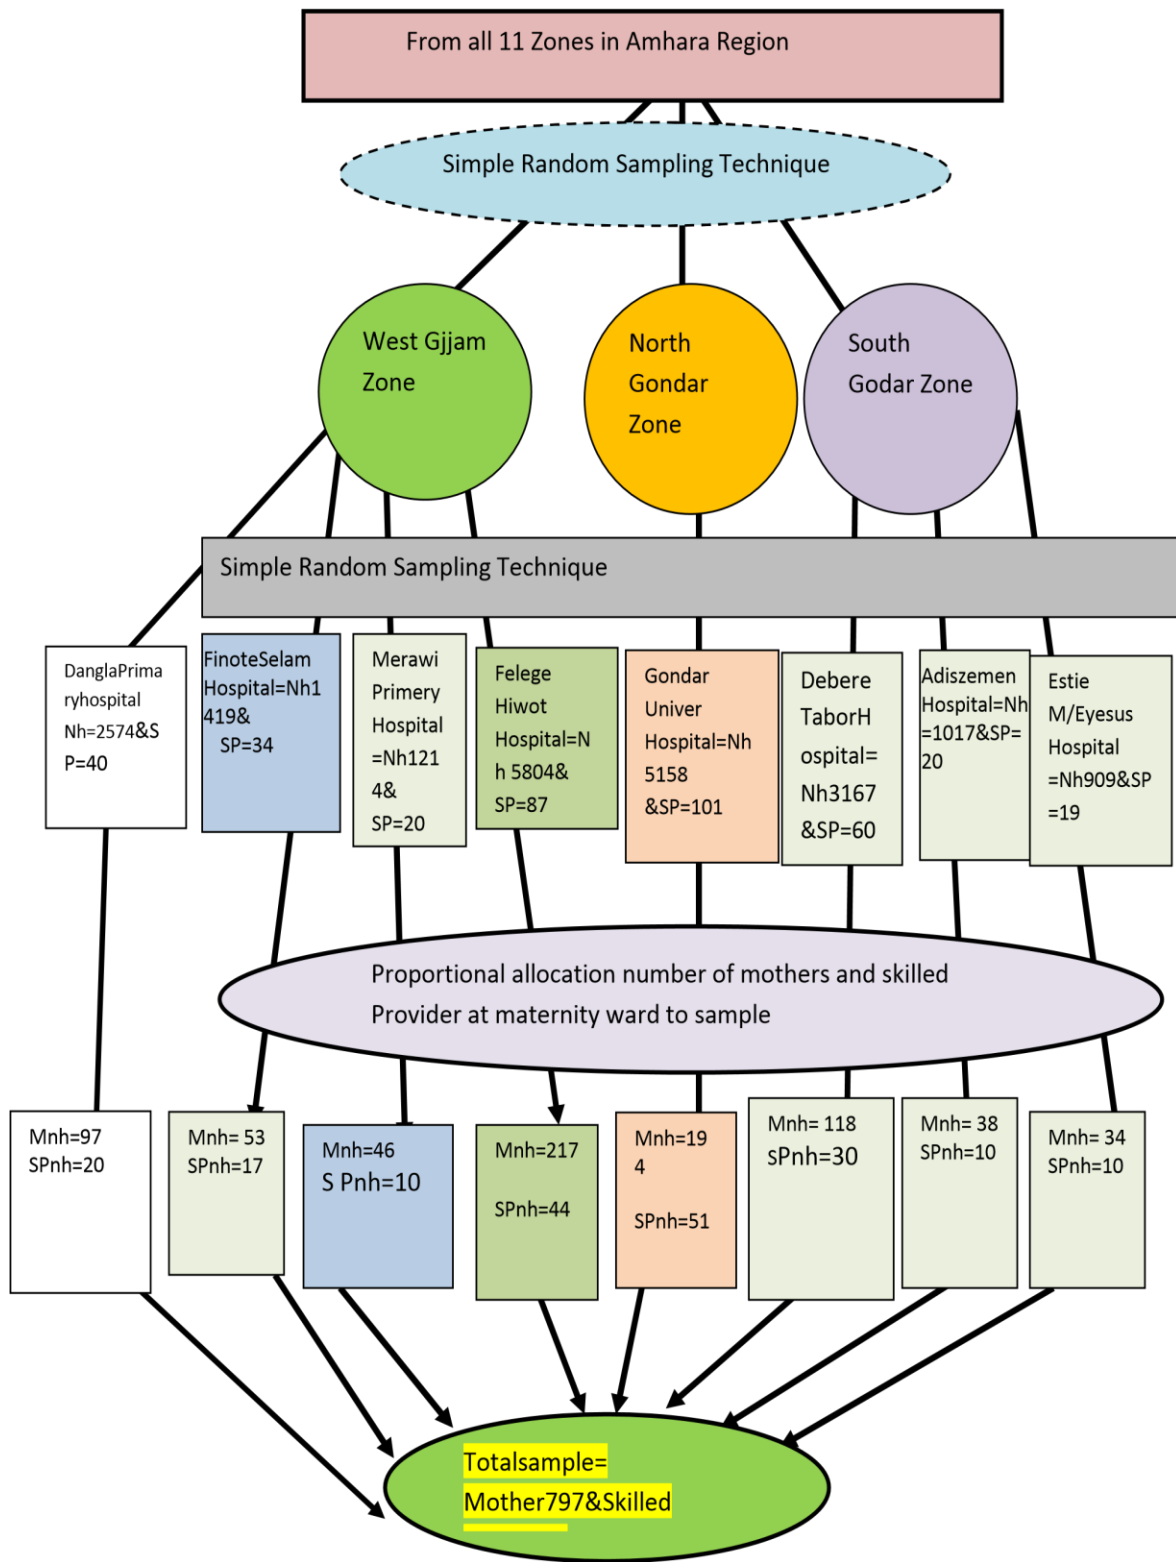 From all 11 Zones in Amhara Region
Simple Random Sampling Technique
West Gjjam
Zone
North
Gondar
Zone
South
Godar Zone
Simple Random Sampling Technique
DanglaPrima
ryhospital
Nh=2574&S
P=40
FinoteSelam
Hospital=Nh1
419&
SP=34
Merawi
Primery
Hospital
=Nh121
4&
SP=20
Felege
Hiwot
Hospital=N
h 5804&
SP=87
Gondar
Univer
Hospital=Nh
5158
&SP=101
Debere
TaborH
ospital=
Nh3167
&SP=60
Adiszemen
Hospital=Nh
=1017&SP=
20
Estie
M/Eyesus
Hospital
=Nh909&SP
=19
Proportional allocation number of mothers and skilled
Provider at maternity ward to sample
Mnh=97
SPnh=20
Mnh= 53
SPnh=17
Mnh=46
S Pnh=10
Mnh=217
SPnh=44
Mnh=19
4
SPnh=51
Mnh= 118
sPnh=30
Mnh= 38
SPnh=10
Mnh= 34
SPnh=10
Totalsample=
Mother797&Skilled